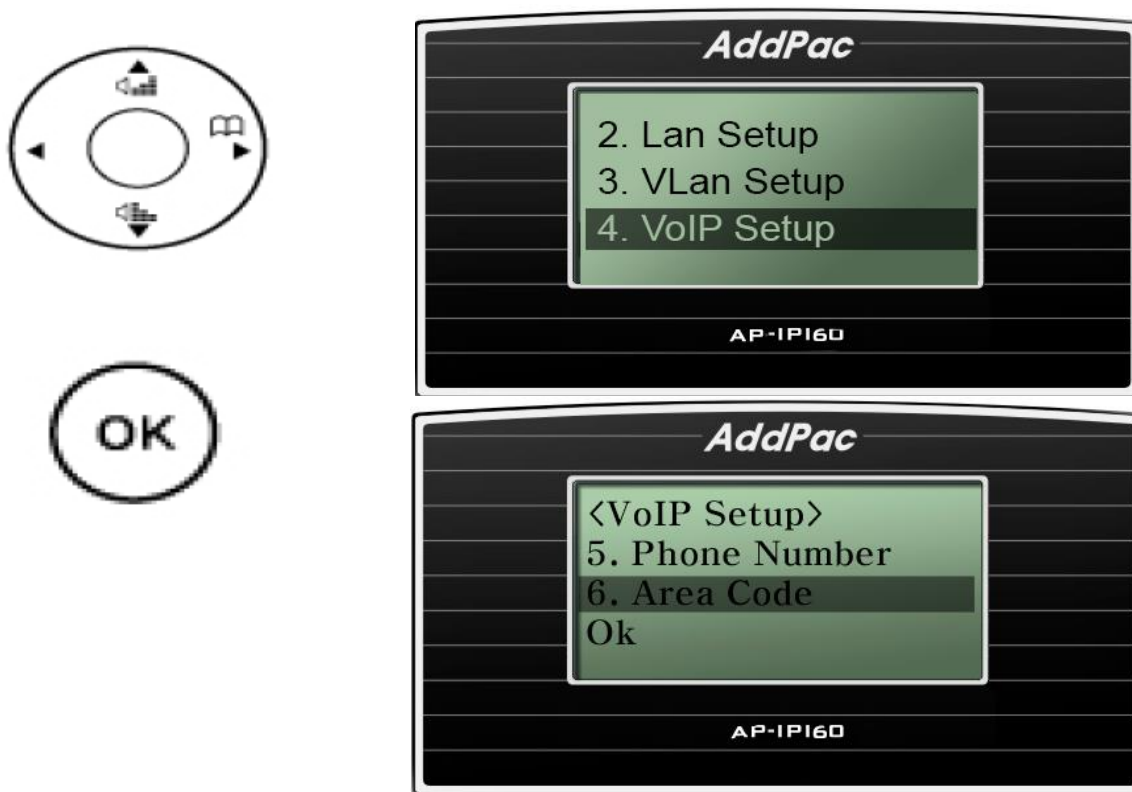 AddPac
2. Lan Setup
3. VLan Setup
4. VoIP Setup
AP-IP160
OK
AddPac
<VoIP Setup>
5. Phone Number
6. Area Code
Ok
AP-IP160